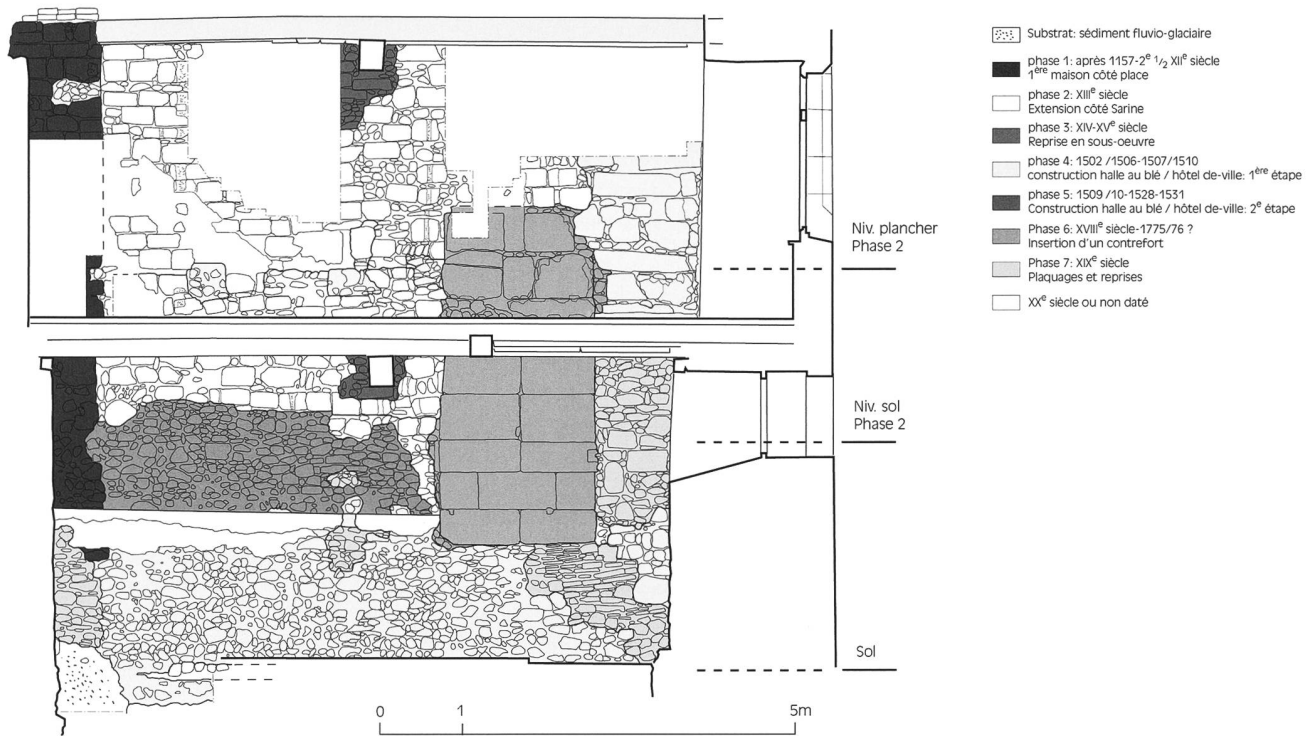 Substrat: sédiment fluvio-glaciaire
phase 1: après 1157-2e 1/2 XIIe siècle
1ère maison côté place
phase 2: XIIIe siècle
Extension côté Sarine
phase 3: XIV-XVe siècle
Reprise en sous-oeuvre
phase 4: 1502 /1506-1507/1510
construction halle au blé / hôtel de-ville: 1ère étape
phase 5: 1509 /10-1528-1531
Construction halle au blé / hôtel de-ville: 2e étape
Phase 6: XVIIIe siècle-1775/76 ?
Insertion d'un contrefort
Phase 7: XIXe siècle
Plaquages et reprises
XXe siècle ou non daté
Niv. plancher
Phase 2
Niv. sol
Phase 2
Sol
0 1 5m